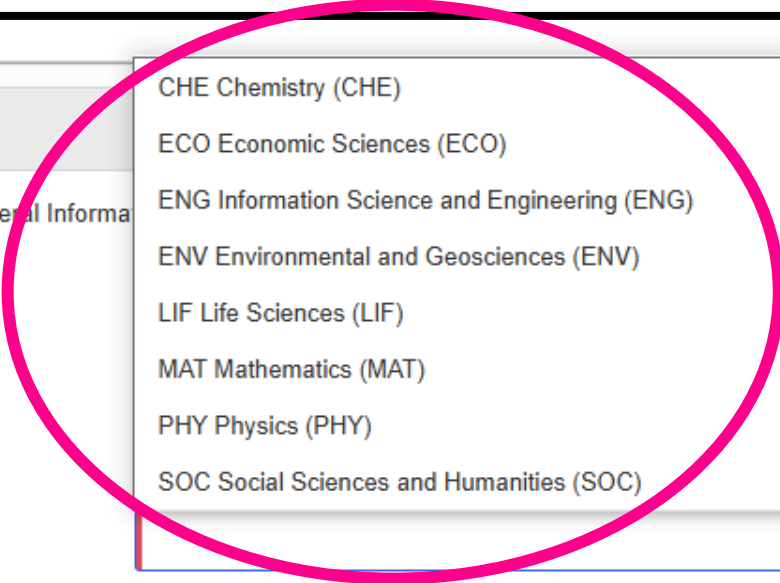 CHE Chemistry (CHE)
ECO Economic Sciences (ECO)
ENG Information Science and Engineering (ENG)
ENV Environmental and Geosciences (ENV)
LIF Life Sciences (LIF)
MAT Mathematics (MAT)
PHY Physics (PHY)
SOC Social Sciences and Humanities (SOC)